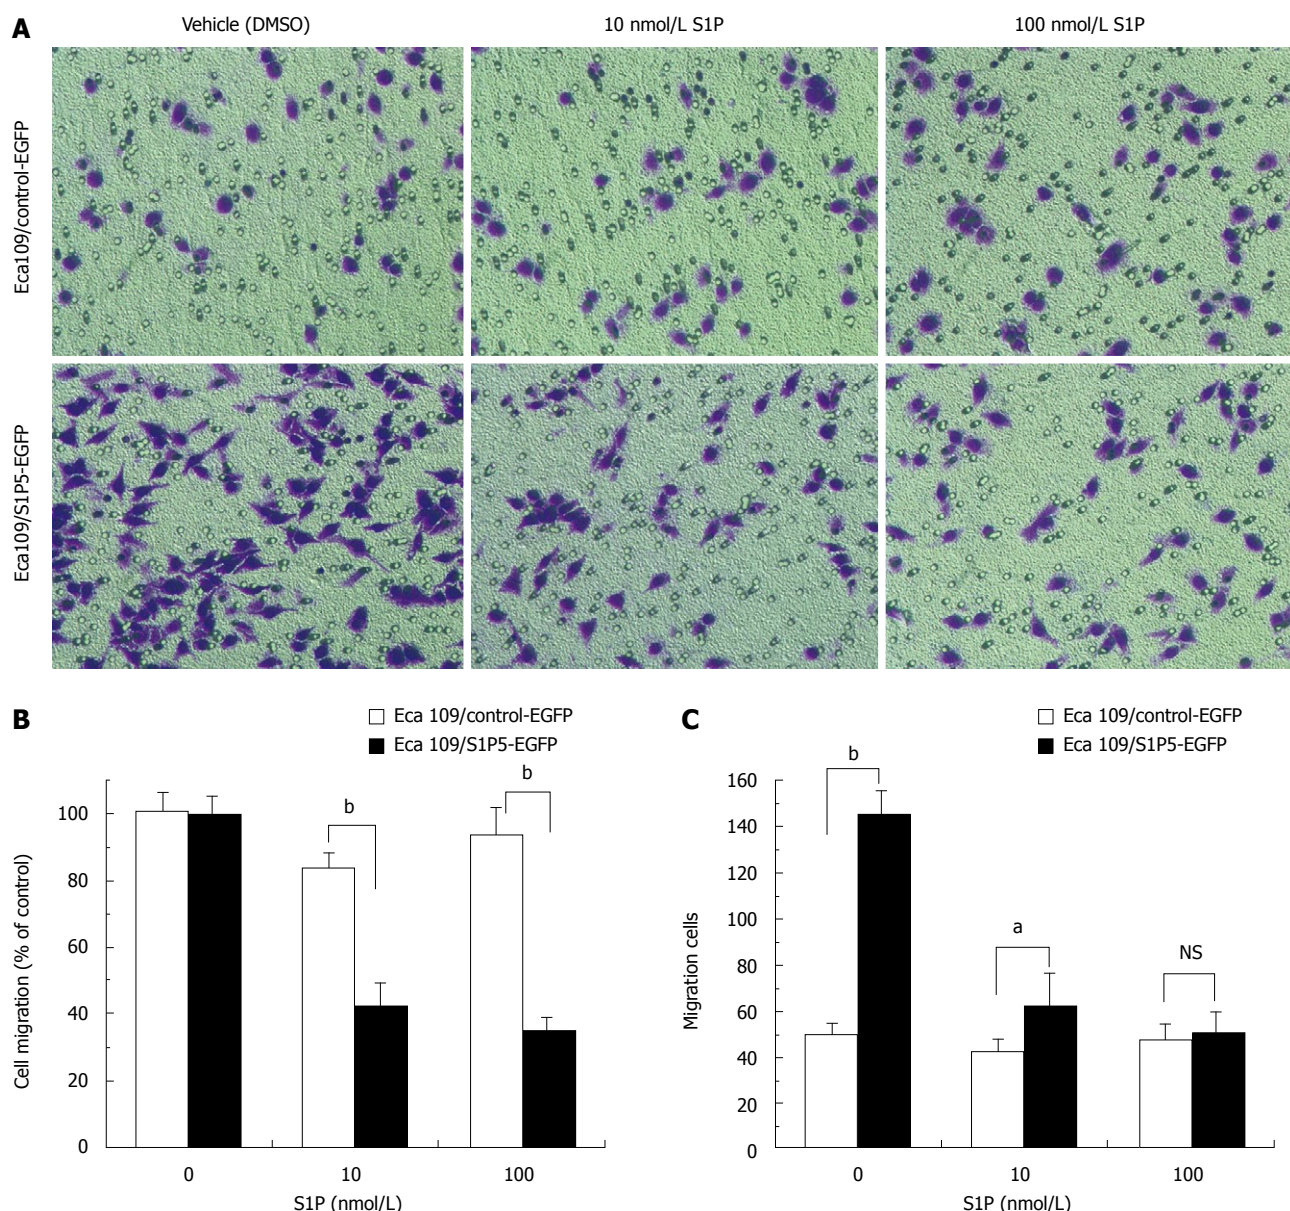 A
Vehicle (DMSO)
10 nmol/L S1P
100 nmol/L S1P
Eca109/control-EGFP
Eca109/S1P5-EGFP
B
Eca 109/control-EGFP
Eca 109/S1P5-EGFP
Cell migration (% of control)
100
80
60
40
20
0
b
b
0
10
100
S1P (nmol/L)
C
Eca 109/control-EGFP
Eca 109/S1P5-EGFP
Migration cells
160
140
120
100
80
60
40
20
0
b
a
NS
0
10
100
S1P (nmol/L)